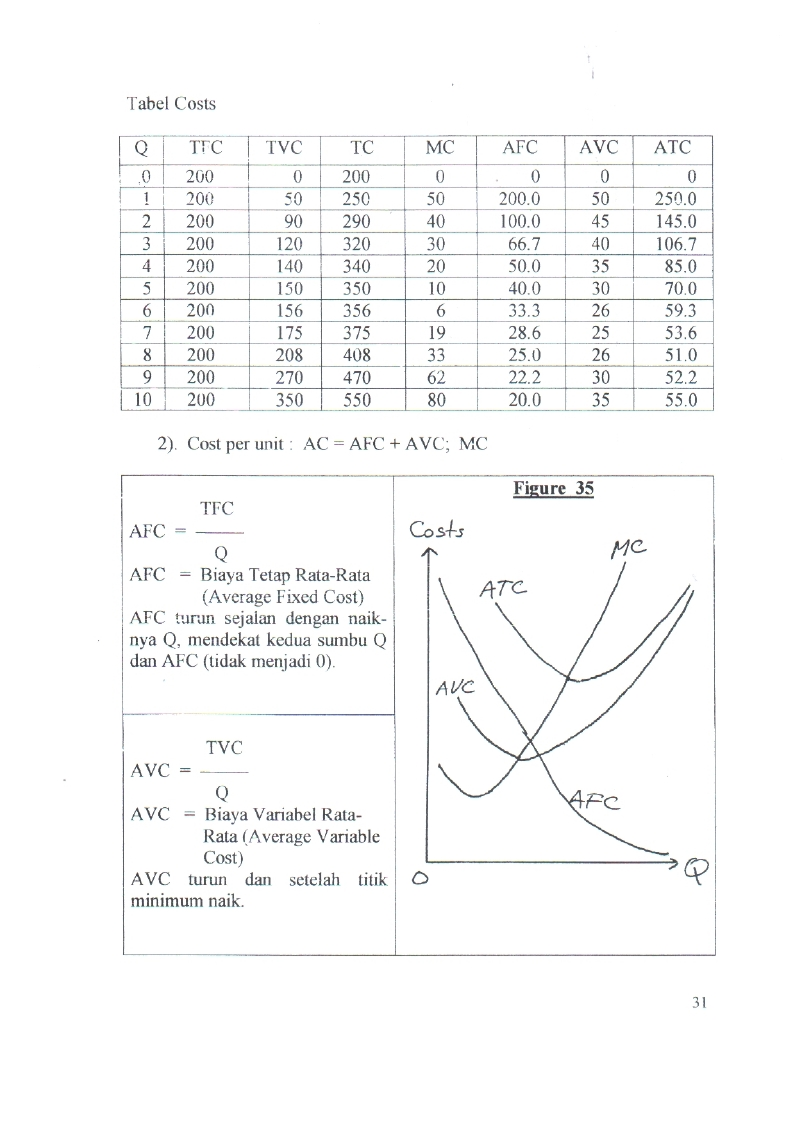 Tabel Costs
Q TFC TVC TC MC AFC AVC ATC
0 200 0 200 0 0 0 0
1 200 50 250 50 200.0 50 250.0
2 200 90 290 40 100.0 45 145.0
3 200 120 320 30 66.7 40 106.7
4 200 140 340 20 50.0 35 85.0
5 200 150 350 10 40.0 30 70.0
6 200 156 356 6 33.3 26 59.3
7 200 175 375 19 28.6 25 53.6
8 200 208 408 33 25.0 26 51.0
9 200 270 470 62 22.2 30 52.2
10 200 350 550 80 20.0 35 55.0
2). Cost per unit : AC = AFC + AVC; MC
TFC
AFC = ———
Q
AFC = Biaya Tetap Rata-Rata
(Average Fixed Cost)
AFC turun sejalan dengan naik-
nya Q, mendekat kedua sumbu Q
dan AFC (tidak menjadi 0).
TVC
AVC = ———
Q
AVC = Biaya Variabel Rata-
Rata (Average Variable
Cost)
AVC turun dan setelah titik
minimum naik.
Figure 35
Costs
MC
ATC
AVC
AFC
O
Q
31